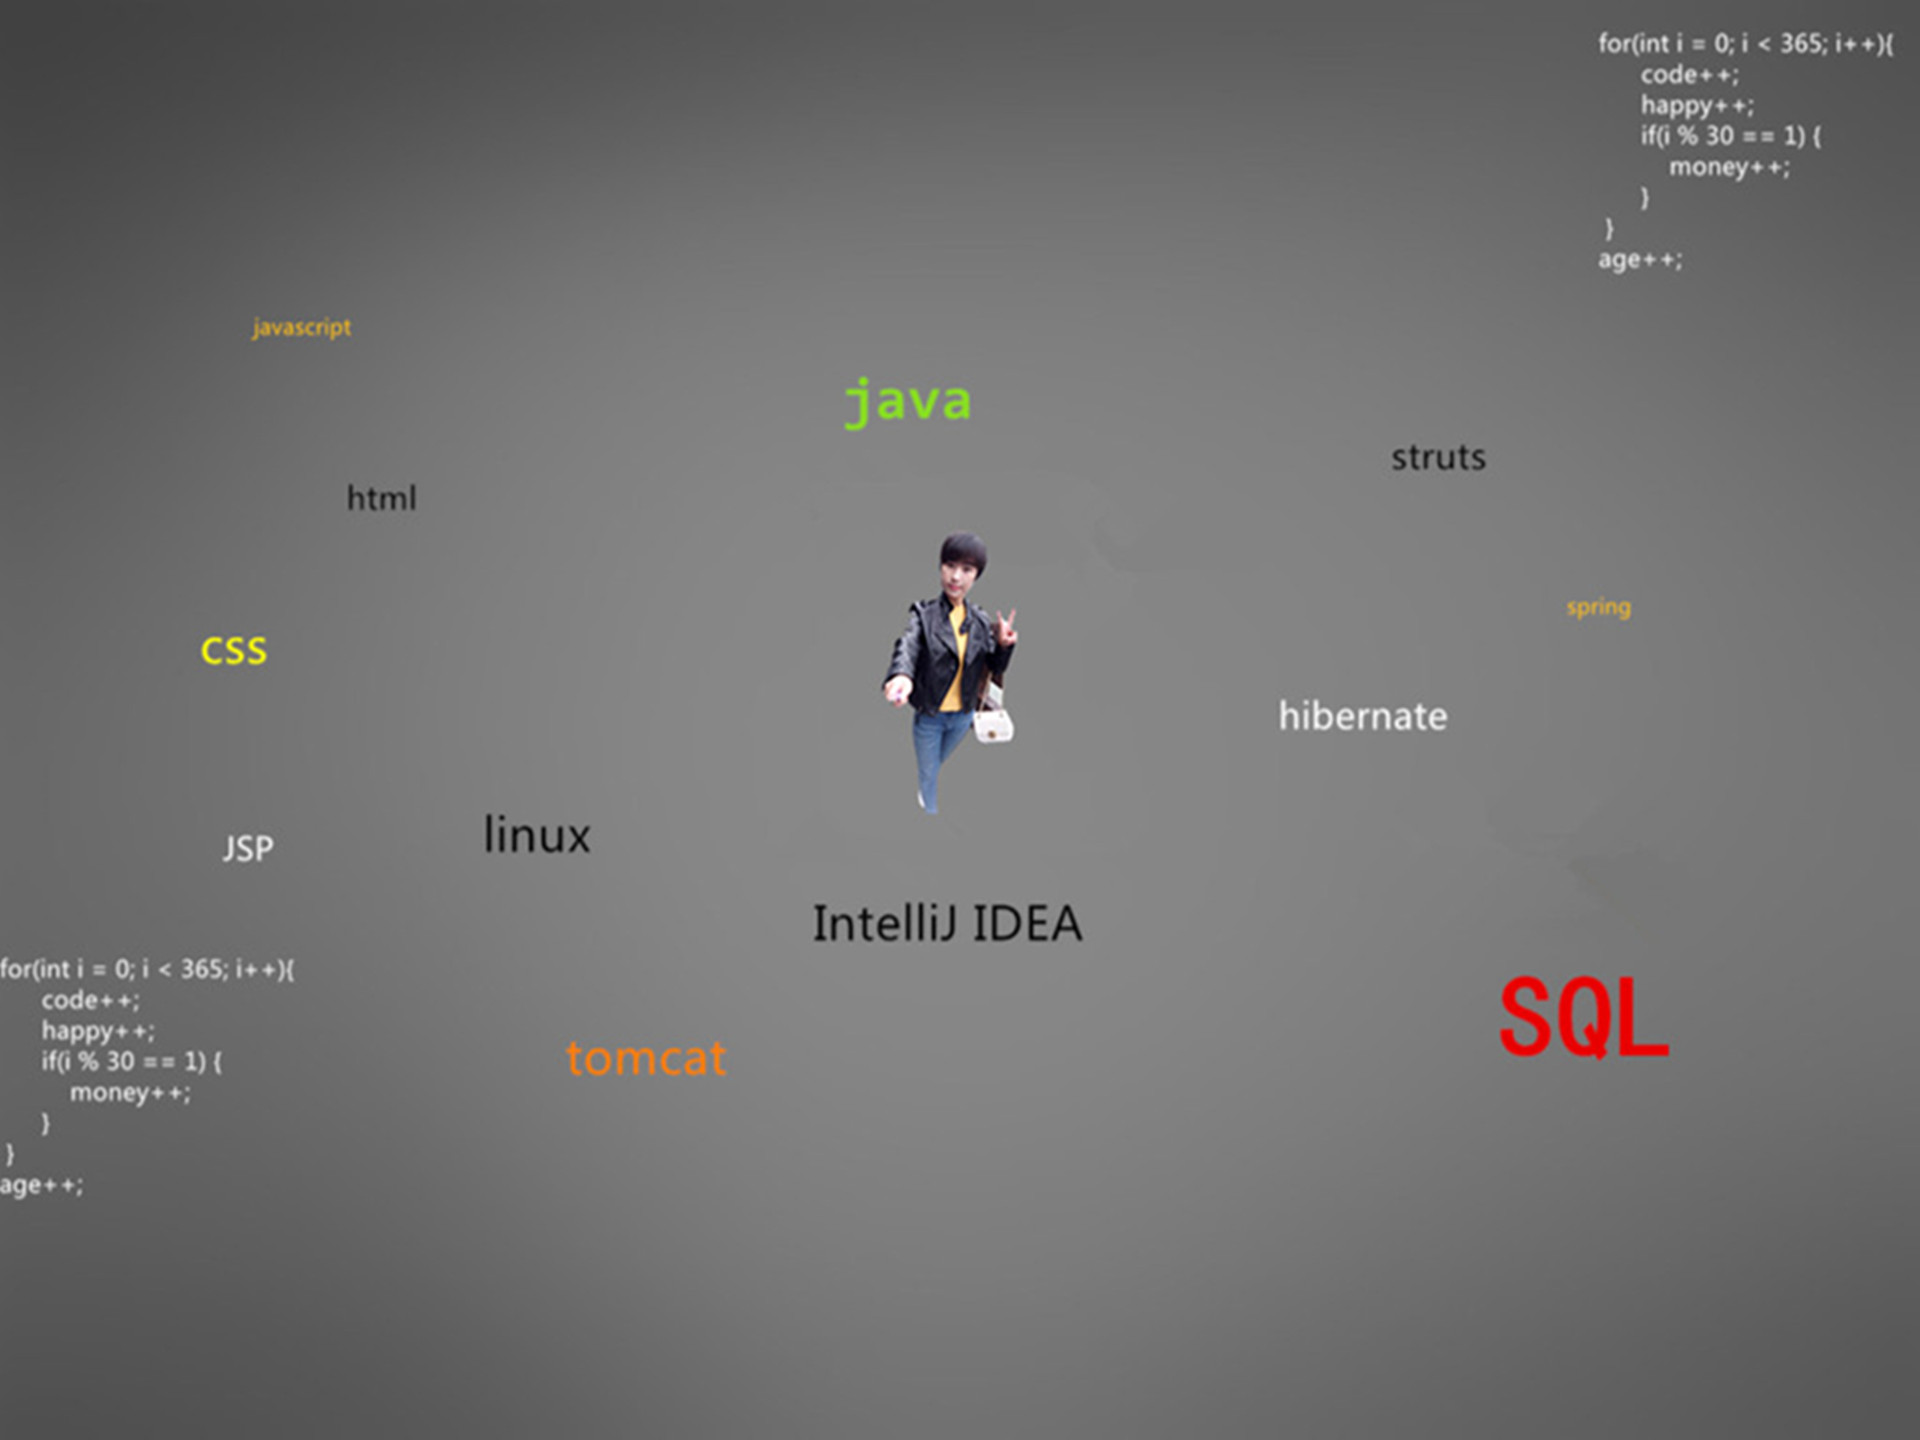 for(int i = 0; i < 365; i++){
code++;
happy++;
if(i % 30 == 1) {
money++;
}
}
age++;
javascript
java
struts
html
spring
css
hibernate
linux
JSP
IntelliJ IDEA
for(int i = 0; i < 365; i++){
code++;
happy++;
if(i % 30 == 1) {
money++;
}
}
age++;
SQL
tomcat